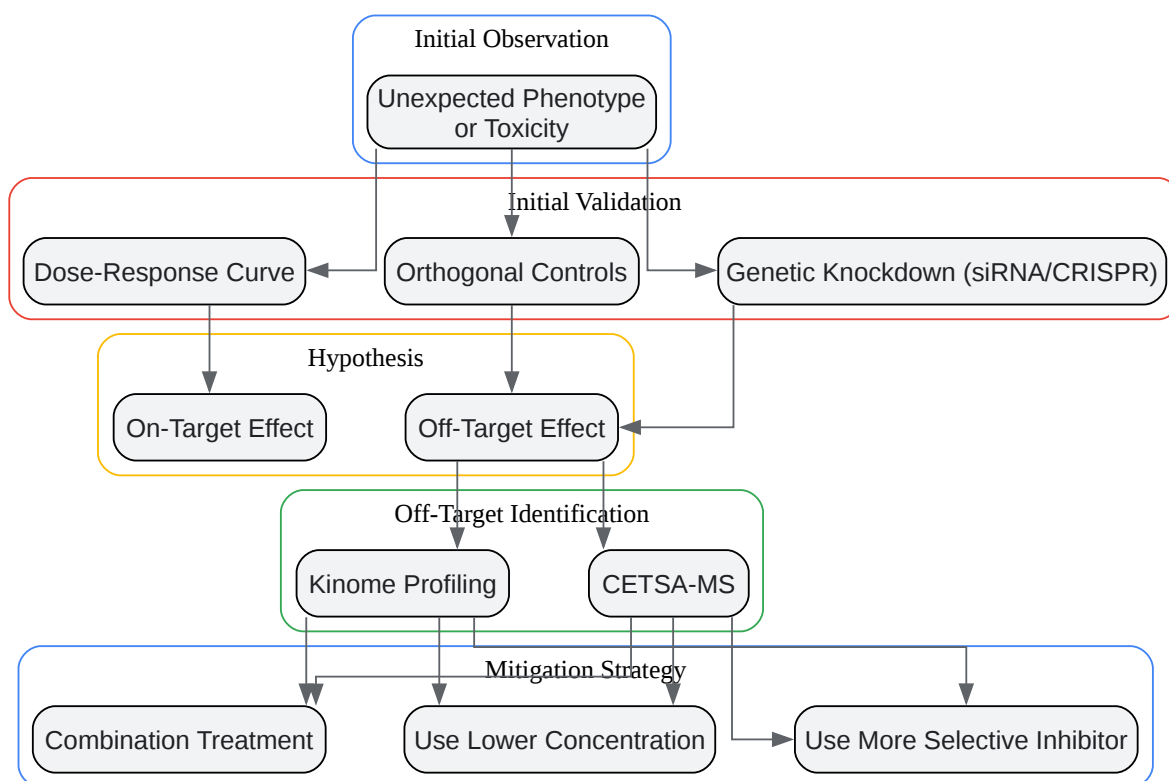 Initial Observation
Unexpected Phenotype
or Toxicity
Initial Validation
Dose-Response Curve
Orthogonal Controls
Genetic Knockdown (siRNA/CRISPR)
Hypothesis
On-Target Effect
Off-Target Effect
Off-Target Identification
Kinome Profiling
CETSA-MS
Mitigation Strategy
Combination Treatment
Use Lower Concentration
Use More Selective Inhibitor